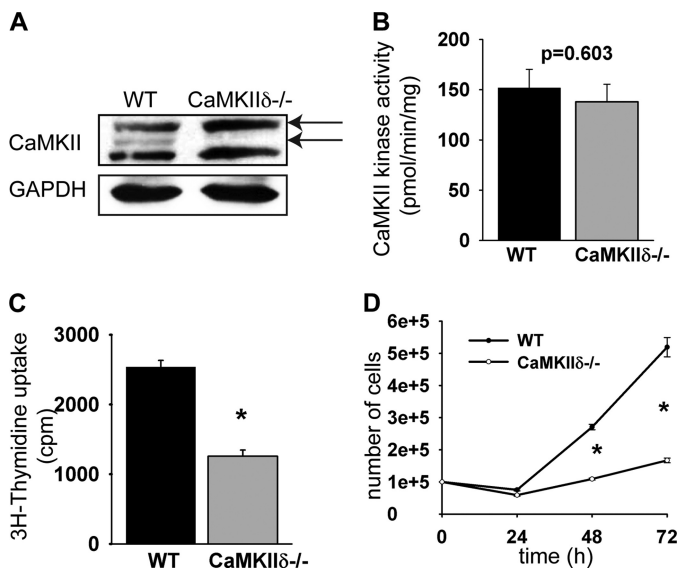 A
WT CaMKIIδ-/-
CaMKII
GAPDH
B
p=0.603
CaMKII kinase activity
(pmol/min/mg)
200
150
100
50
0
WT CaMKIIδ-/-
C
3H-Thymidine uptake
(cpm)
3000
2000
1000
0
*
WT CaMKIIδ-/-
D
number of cells
6e+5
5e+5
4e+5
3e+5
2e+5
1e+5
0
WT
CaMKIIδ-/-
*
*
0 24 48 72
time (h)